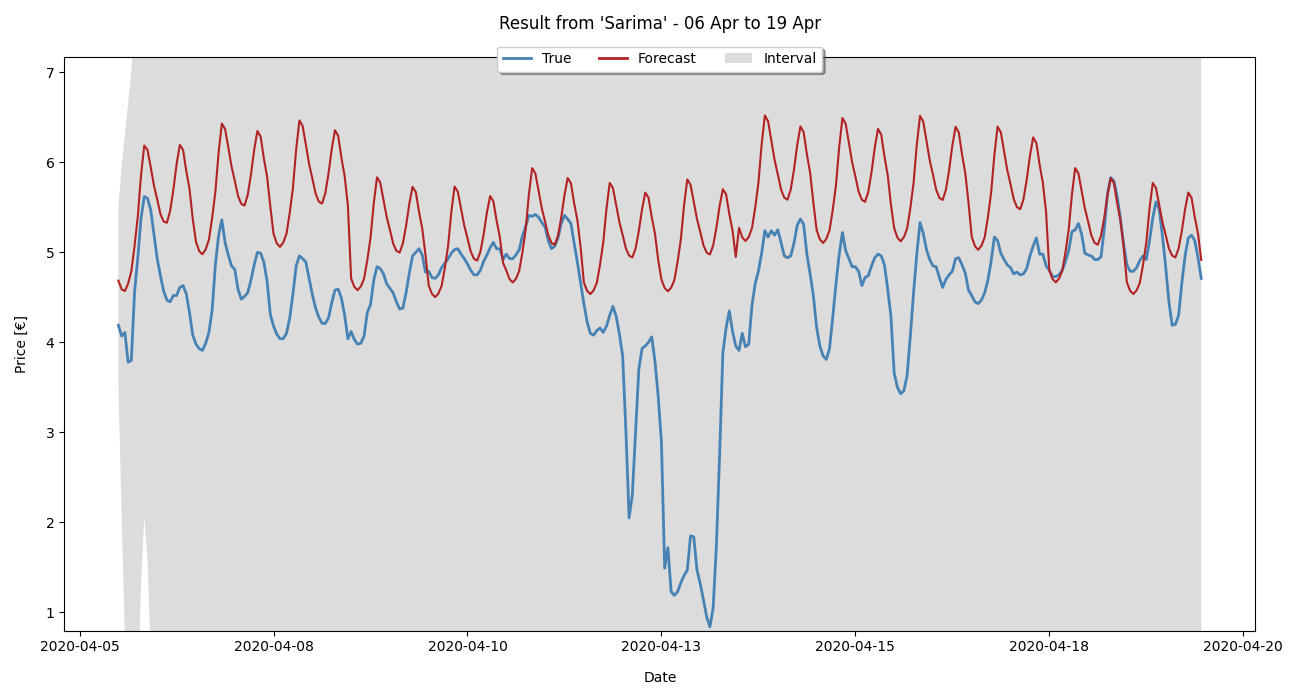 Result from 'Sarima' - 06 Apr to 19 Apr
True Forecast Interval
7
6
5
4
3
2
1
Price [€]
2020-04-05 2020-04-08 2020-04-10 2020-04-13 2020-04-15 2020-04-18 2020-04-20
Date